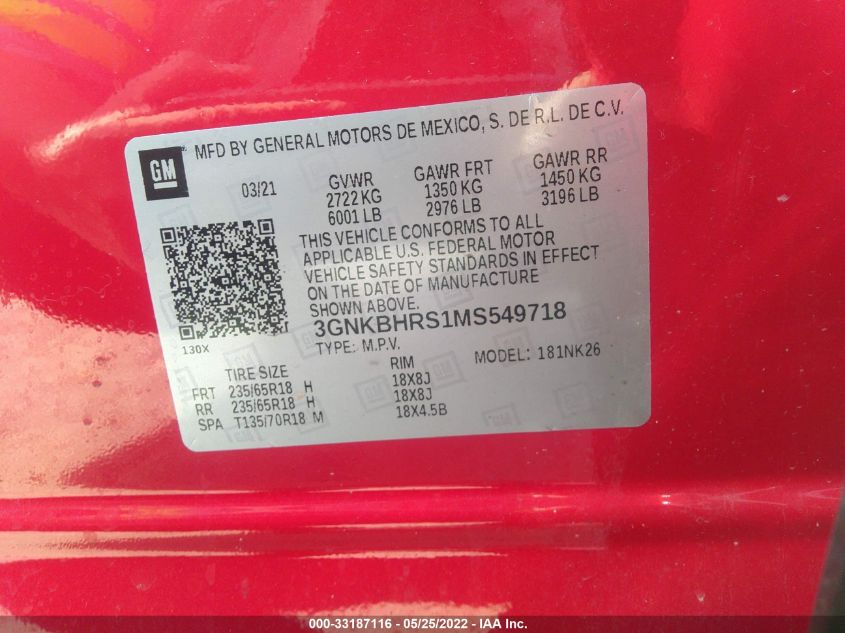 GM
MFD BY GENERAL MOTORS DE MEXICO, S. DE R.L. DE C.V.
03/21 GVWR GAWR FRT GAWR RR
2722 KG 1350 KG 1450 KG
6001 LB 2976 LB 3196 LB
THIS VEHICLE CONFORMS TO ALL
APPLICABLE U.S. FEDERAL MOTOR
VEHICLE SAFETY STANDARDS IN EFFECT
ON THE DATE OF MANUFACTURE
SHOWN ABOVE.
3GNKBHRS1MS549718
130X
TYPE: M.P.V. MODEL: 181NK26
TIRE SIZE RIM
FRT 235/65R18 H 18X8J
RR 235/65R18 H 18X8J
SPA T135/70R18 M 18X4.5B
000-33187116 - 05/25/2022 - IAA Inc.